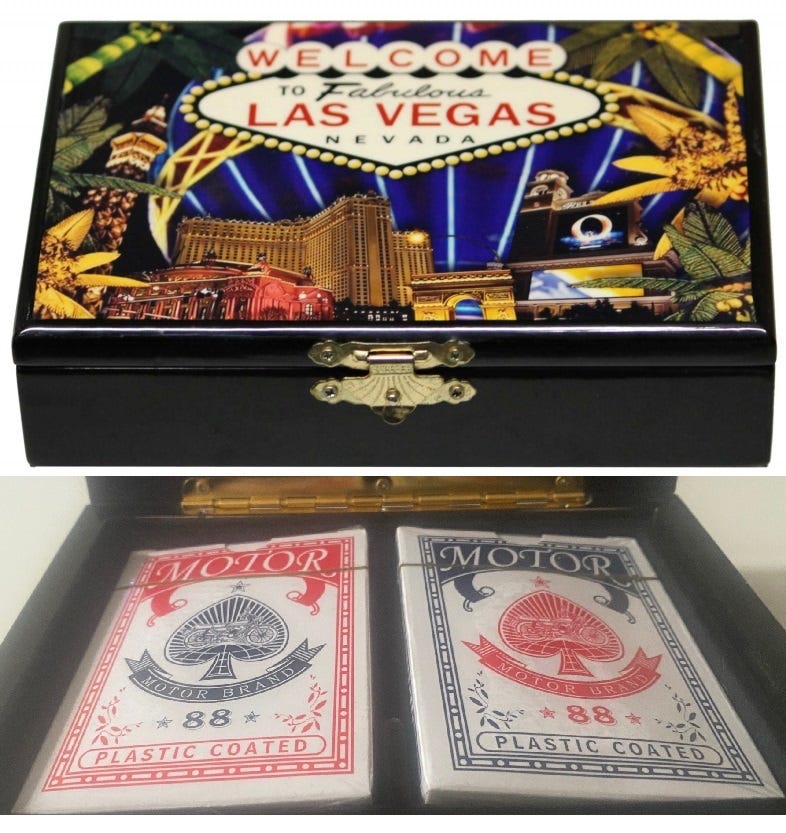 WELCOME
TO Fabulous
LAS VEGAS
NEVADA
O
MOTOR
MOTOR BRAND
88
PLASTIC COATED
MOTOR
MOTOR BRAND
88
PLASTIC COATED